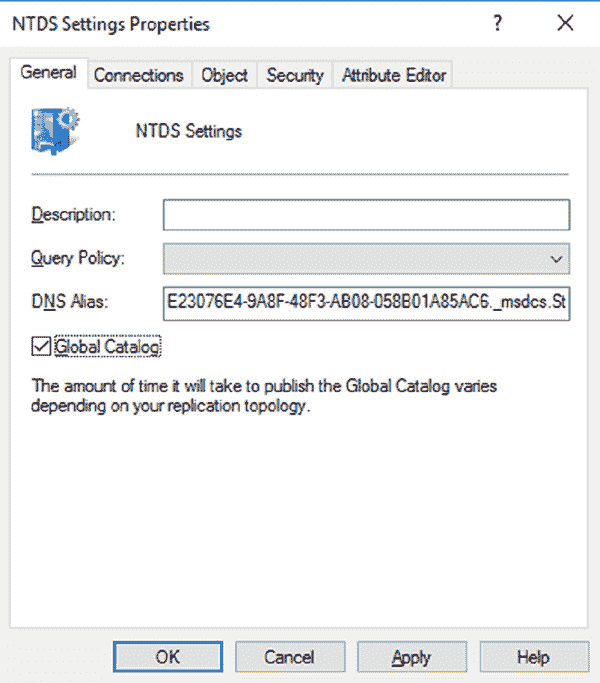 NTDS Settings Properties
?
General Connections Object Security Attribute Editor
NTDS Settings
Description:
Query Policy:
DNS Alias: E23076E4-9A8F-48F3-AB08-058B01A85AC6._msdcs.St
Global Catalog
The amount of time it will take to publish the Global Catalog varies
depending on your replication topology.
OK Cancel Apply Help